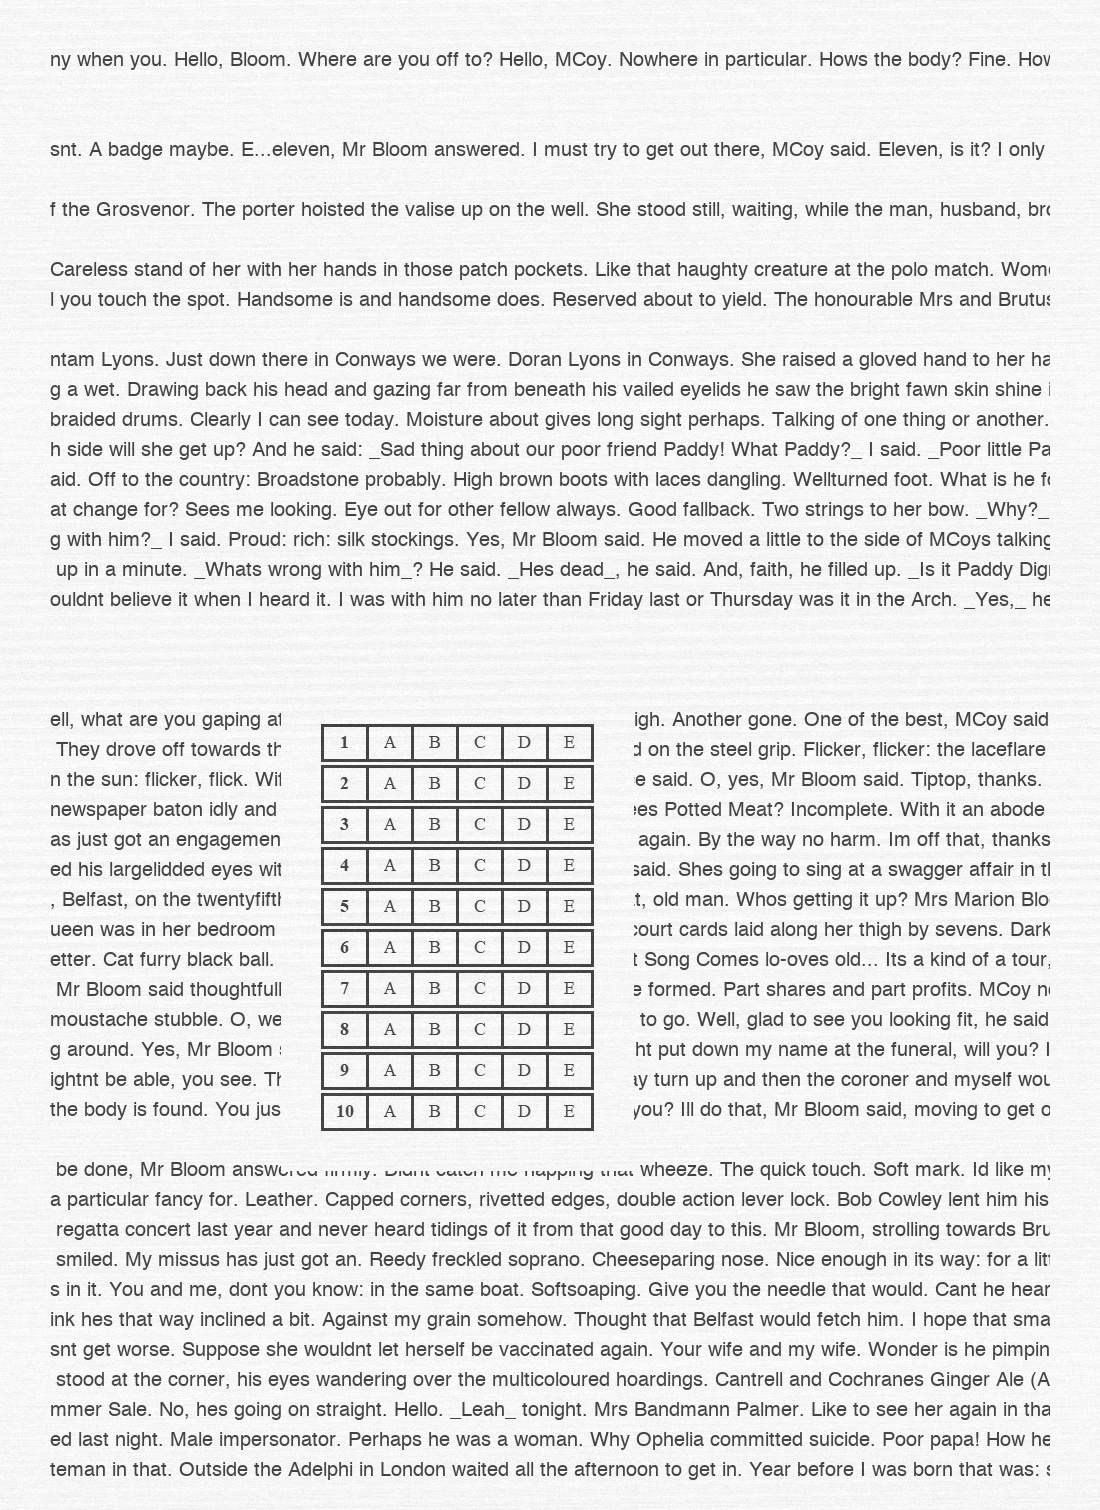 ny when you. Hello, Bloom. Where are you off to? Hello, MCoy. Nowhere in particular. Hows the body? Fine. How
snt. A badge maybe. E...eleven, Mr Bloom answered. I must try to get out there, MCoy said. Eleven, is it? I only
f the Grosvenor. The porter hoisted the valise up on the well. She stood still, waiting, while the man, husband, bro
Careless stand of her with her hands in those patch pockets. Like that haughty creature at the polo match. Wome
l you touch the spot. Handsome is and handsome does. Reserved about to yield. The honourable Mrs and Brutus
ntam Lyons. Just down there in Conways we were. Doran Lyons in Conways. She raised a gloved hand to her ha
g a wet. Drawing back his head and gazing far from beneath his vailed eyelids he saw the bright fawn skin shine i
braided drums. Clearly I can see today. Moisture about gives long sight perhaps. Talking of one thing or another.
h side will she get up? And he said: _Sad thing about our poor friend Paddy! What Paddy?_ I said. _Poor little Pa
aid. Off to the country: Broadstone probably. High brown boots with laces dangling. Wellturned foot. What is he fo
at change for? Sees me looking. Eye out for other fellow always. Good fallback. Two strings to her bow. _Why?_
g with him?_ I said. Proud: rich: silk stockings. Yes, Mr Bloom said. He moved a little to the side of MCoys talking
up in a minute. _Whats wrong with him_? He said. _Hes dead_, he said. And, faith, he filled up. _Is it Paddy Dig
ouldnt believe it when I heard it. I was with him no later than Friday last or Thursday was it in the Arch. _Yes,_ he
ell, what are you gaping at igh. Another gone. One of the best, MCoy said
They drove off towards th d on the steel grip. Flicker, flicker: the laceflare
n the sun: flicker, flick. Wif e said. O, yes, Mr Bloom said. Tiptop, thanks.
newspaper baton idly and ees Potted Meat? Incomplete. With it an abode
as just got an engagemen again. By the way no harm. Im off that, thanks
ed his largelidded eyes wit said. Shes going to sing at a swagger affair in th
, Belfast, on the twentyfifth t, old man. Whos getting it up? Mrs Marion Blo
ueen was in her bedroom court cards laid along her thigh by sevens. Dark
etter. Cat furry black ball. t Song Comes lo-oves old... Its a kind of a tour,
Mr Bloom said thoughtfull e formed. Part shares and part profits. MCoy no
moustache stubble. O, we to go. Well, glad to see you looking fit, he said
g around. Yes, Mr Bloom ht put down my name at the funeral, will you? I
ightnt be able, you see. Th ay turn up and then the coroner and myself wou
the body is found. You jus you? Ill do that, Mr Bloom said, moving to get o
1 A B C D E
2 A B C D E
3 A B C D E
4 A B C D E
5 A B C D E
6 A B C D E
7 A B C D E
8 A B C D E
9 A B C D E
10 A B C D E
be done, Mr Bloom answered firmly. Didnt catch me napping that wheeze. The quick touch. Soft mark. Id like my
a particular fancy for. Leather. Capped corners, rivetted edges, double action lever lock. Bob Cowley lent him his
regatta concert last year and never heard tidings of it from that good day to this. Mr Bloom, strolling towards Bru
smiled. My missus has just got an. Reedy freckled soprano. Cheeseparing nose. Nice enough in its way: for a litt
s in it. You and me, dont you know: in the same boat. Softsoaping. Give you the needle that would. Cant he hear
ink hes that way inclined a bit. Against my grain somehow. Thought that Belfast would fetch him. I hope that sma
snt get worse. Suppose she wouldnt let herself be vaccinated again. Your wife and my wife. Wonder is he pimpin
stood at the corner, his eyes wandering over the multicoloured hoardings. Cantrell and Cochranes Ginger Ale (A
mmer Sale. No, hes going on straight. Hello. _Leah_ tonight. Mrs Bandmann Palmer. Like to see her again in tha
ed last night. Male impersonator. Perhaps he was a woman. Why Ophelia committed suicide. Poor papa! How he
teman in that. Outside the Adelphi in London waited all the afternoon to get in. Year before I was born that was: s